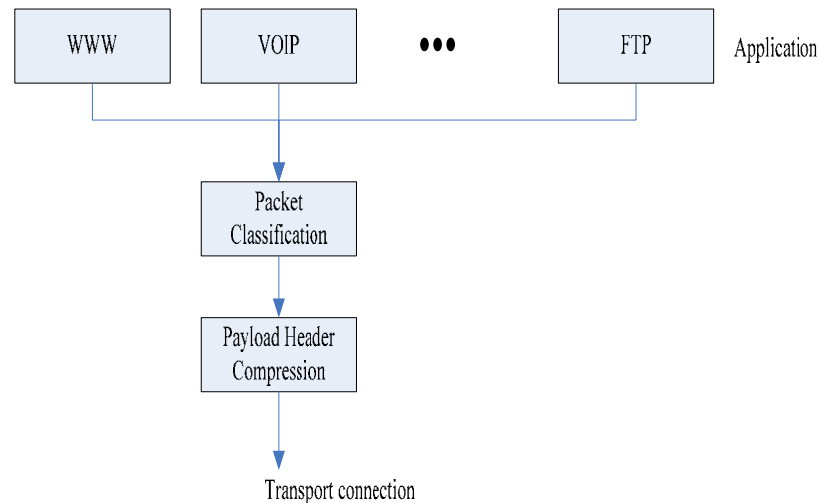 WWW
VOIP
•••
FTP
Application
Packet
Classification
Payload Header
Compression
Transport connection